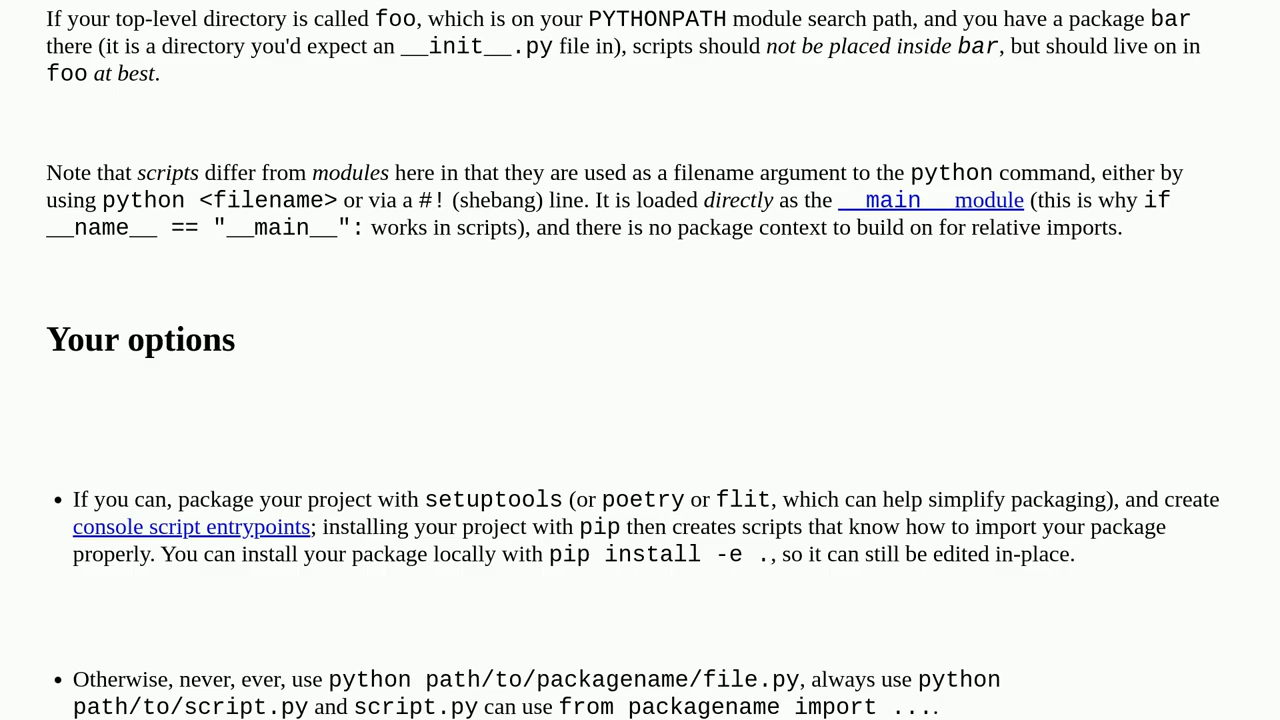 If your top-level directory is called foo, which is on your PYTHONPATH module search path, and you have a package bar
there (it is a directory you'd expect an __init__.py file in), scripts should not be placed inside bar, but should live on in
foo at best.
Note that scripts differ from modules here in that they are used as a filename argument to the python command, either by
using python <filename> or via a #! (shebang) line. It is loaded directly as the __main__ module (this is why if
__name__ == "__main__": works in scripts), and there is no package context to build on for relative imports.
Your options
• If you can, package your project with setuptools (or poetry or flit, which can help simplify packaging), and create
console script entrypoints; installing your project with pip then creates scripts that know how to import your package
properly. You can install your package locally with pip install -e ., so it can still be edited in-place.
• Otherwise, never, ever, use python path/to/packagename/file.py, always use python
path/to/script.py and script.py can use from packagename import ....